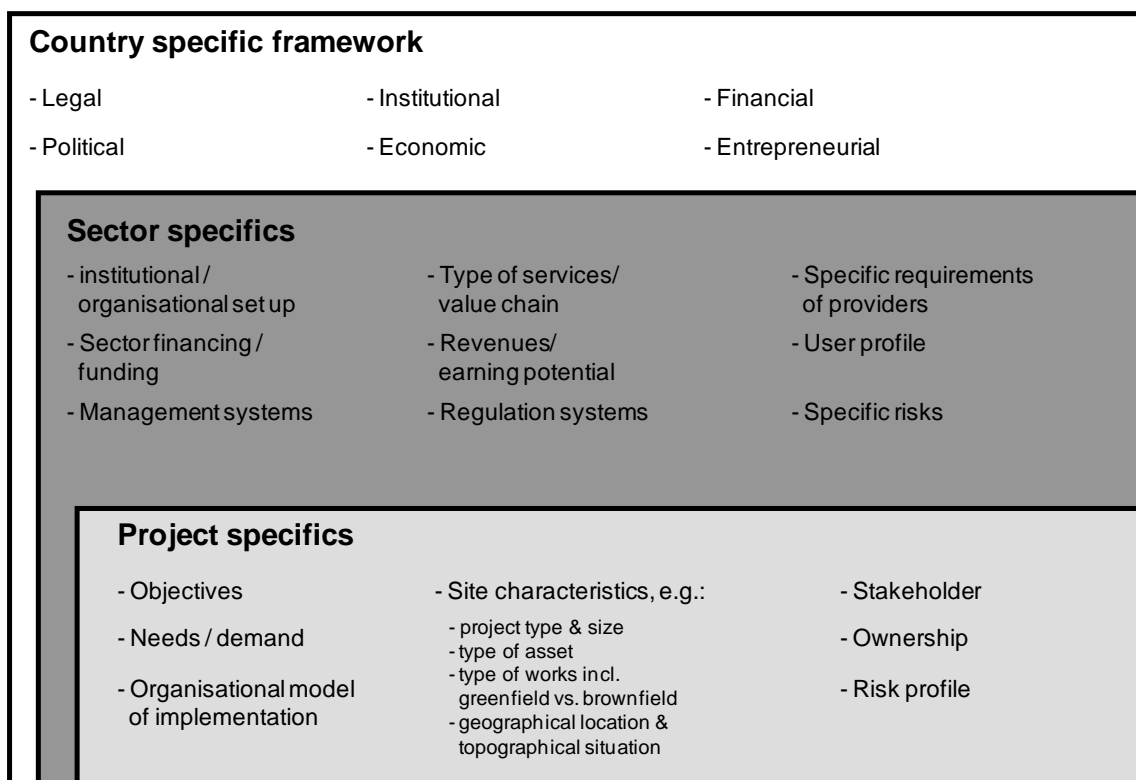 Country specific framework
- Legal
- Institutional
- Financial
- Political
- Economic
- Entrepreneurial
Sector specifics
- institutional /
organisational set up
- Type of services/
value chain
- Specific requirements
of providers
- Sector financing /
funding
- Revenues/
earning potential
- User profile
- Management systems
- Regulation systems
- Specific risks
Project specifics
- Objectives
- Needs / demand
- Organisational model
of implementation
- Site characteristics, e.g.:
- project type & size
- type of asset
- type of works incl.
greenfield vs. brownfield
- geographical location &
topographical situation
- Stakeholder
- Ownership
- Risk profile